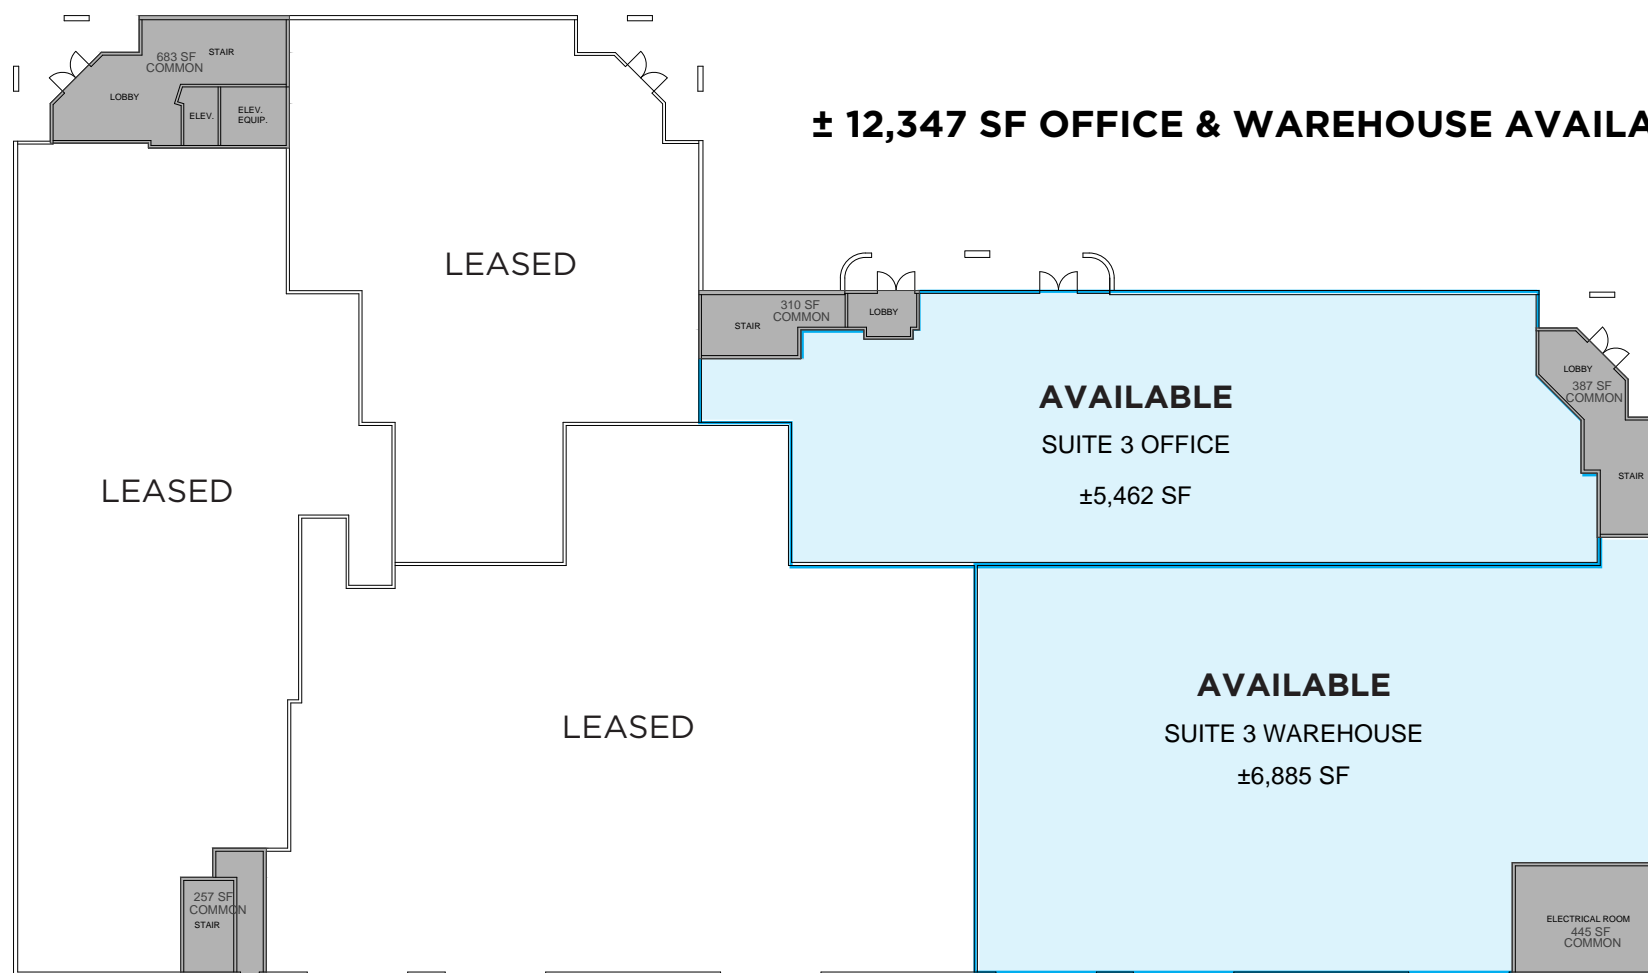 683 SF
COMMON
STAIR
LOBBY
ELEV.
ELEV.
EQUIP.
± 12,347 SF OFFICE & WAREHOUSE AVAILA
LEASED
310 SF
COMMON
STAIR
LOBBY
LOBBY
387 SF
COMMON
STAIR
AVAILABLE
SUITE 3 OFFICE
±5,462 SF
LEASED
LEASED
AVAILABLE
SUITE 3 WAREHOUSE
±6,885 SF
257 SF
COMMON
STAIR
ELECTRICAL ROOM
445 SF
COMMON